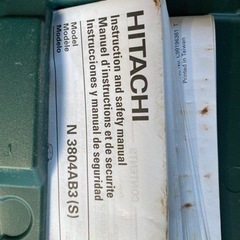 Model
Modèle
Modelo
N 3804AB3 (S)
HITACHI
Instruction and safety manual
Manuel d'instructions et de securite
Instrucciones y manual de seguridad
Printed in Taiwan